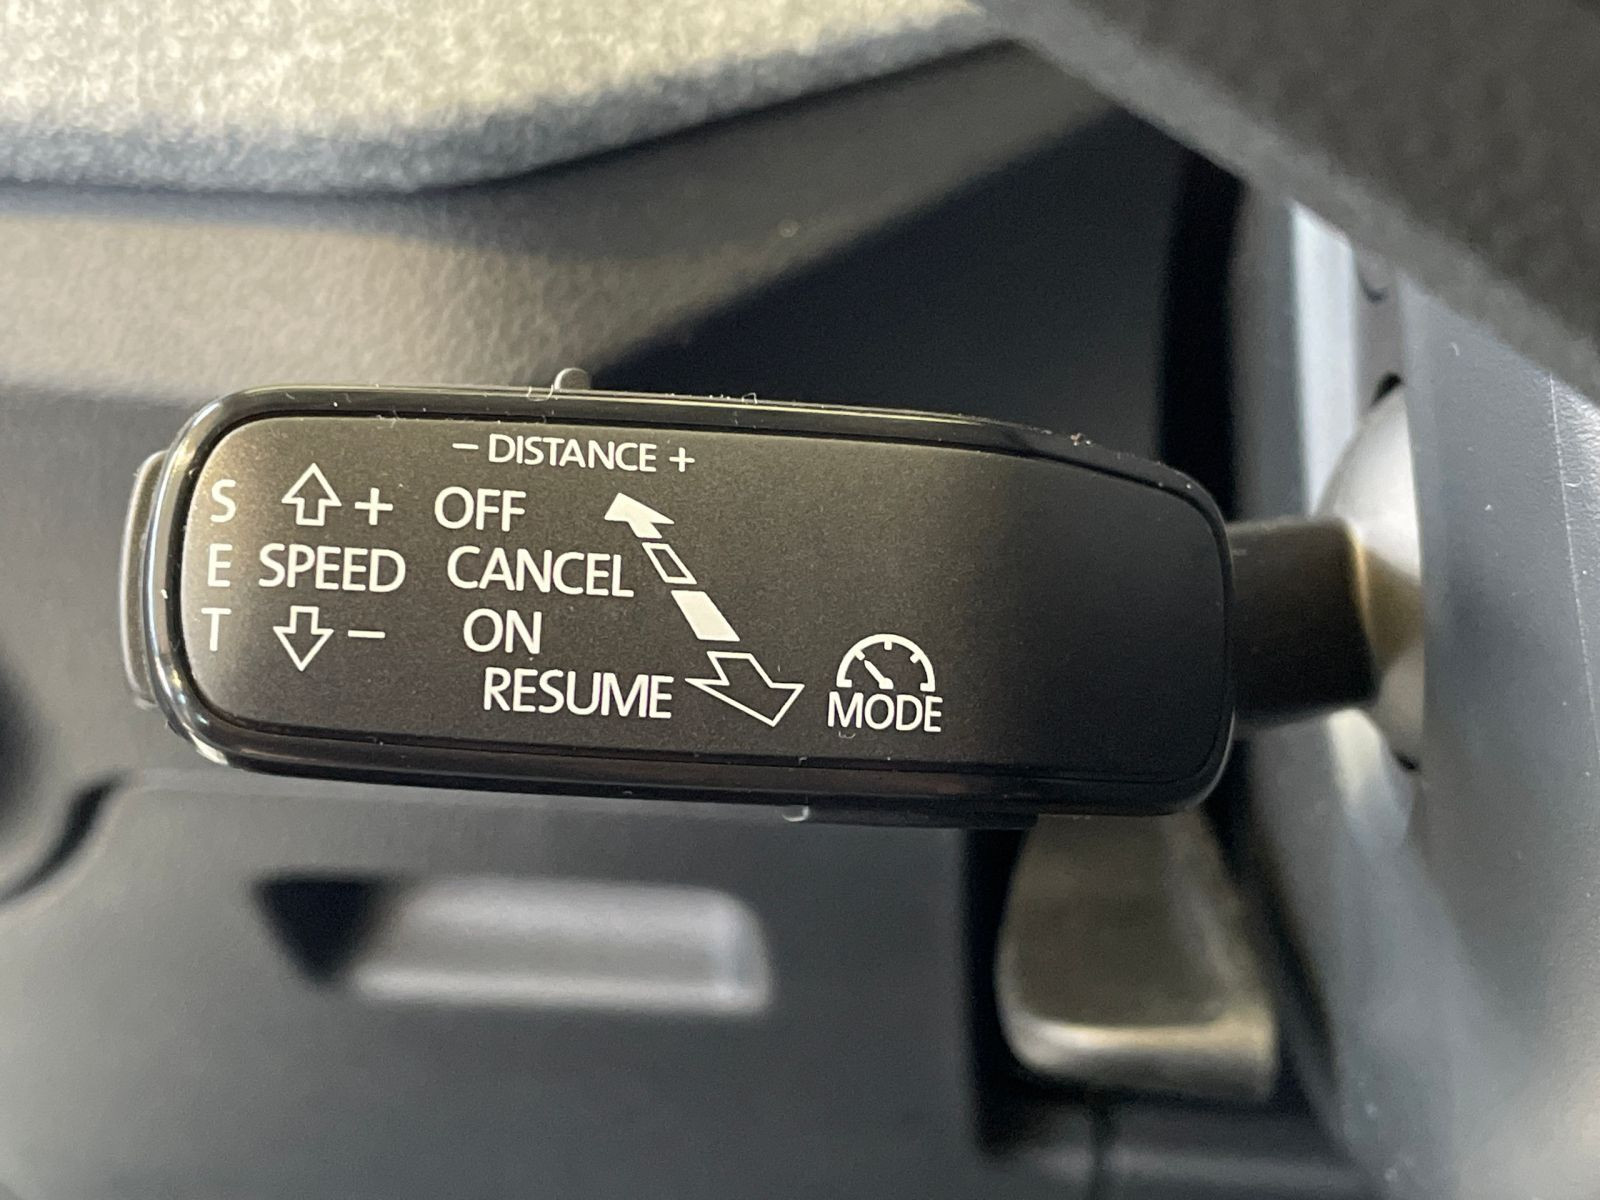 − DISTANCE +
S + OFF
E SPEED CANCEL
T − ON
RESUME
MODE